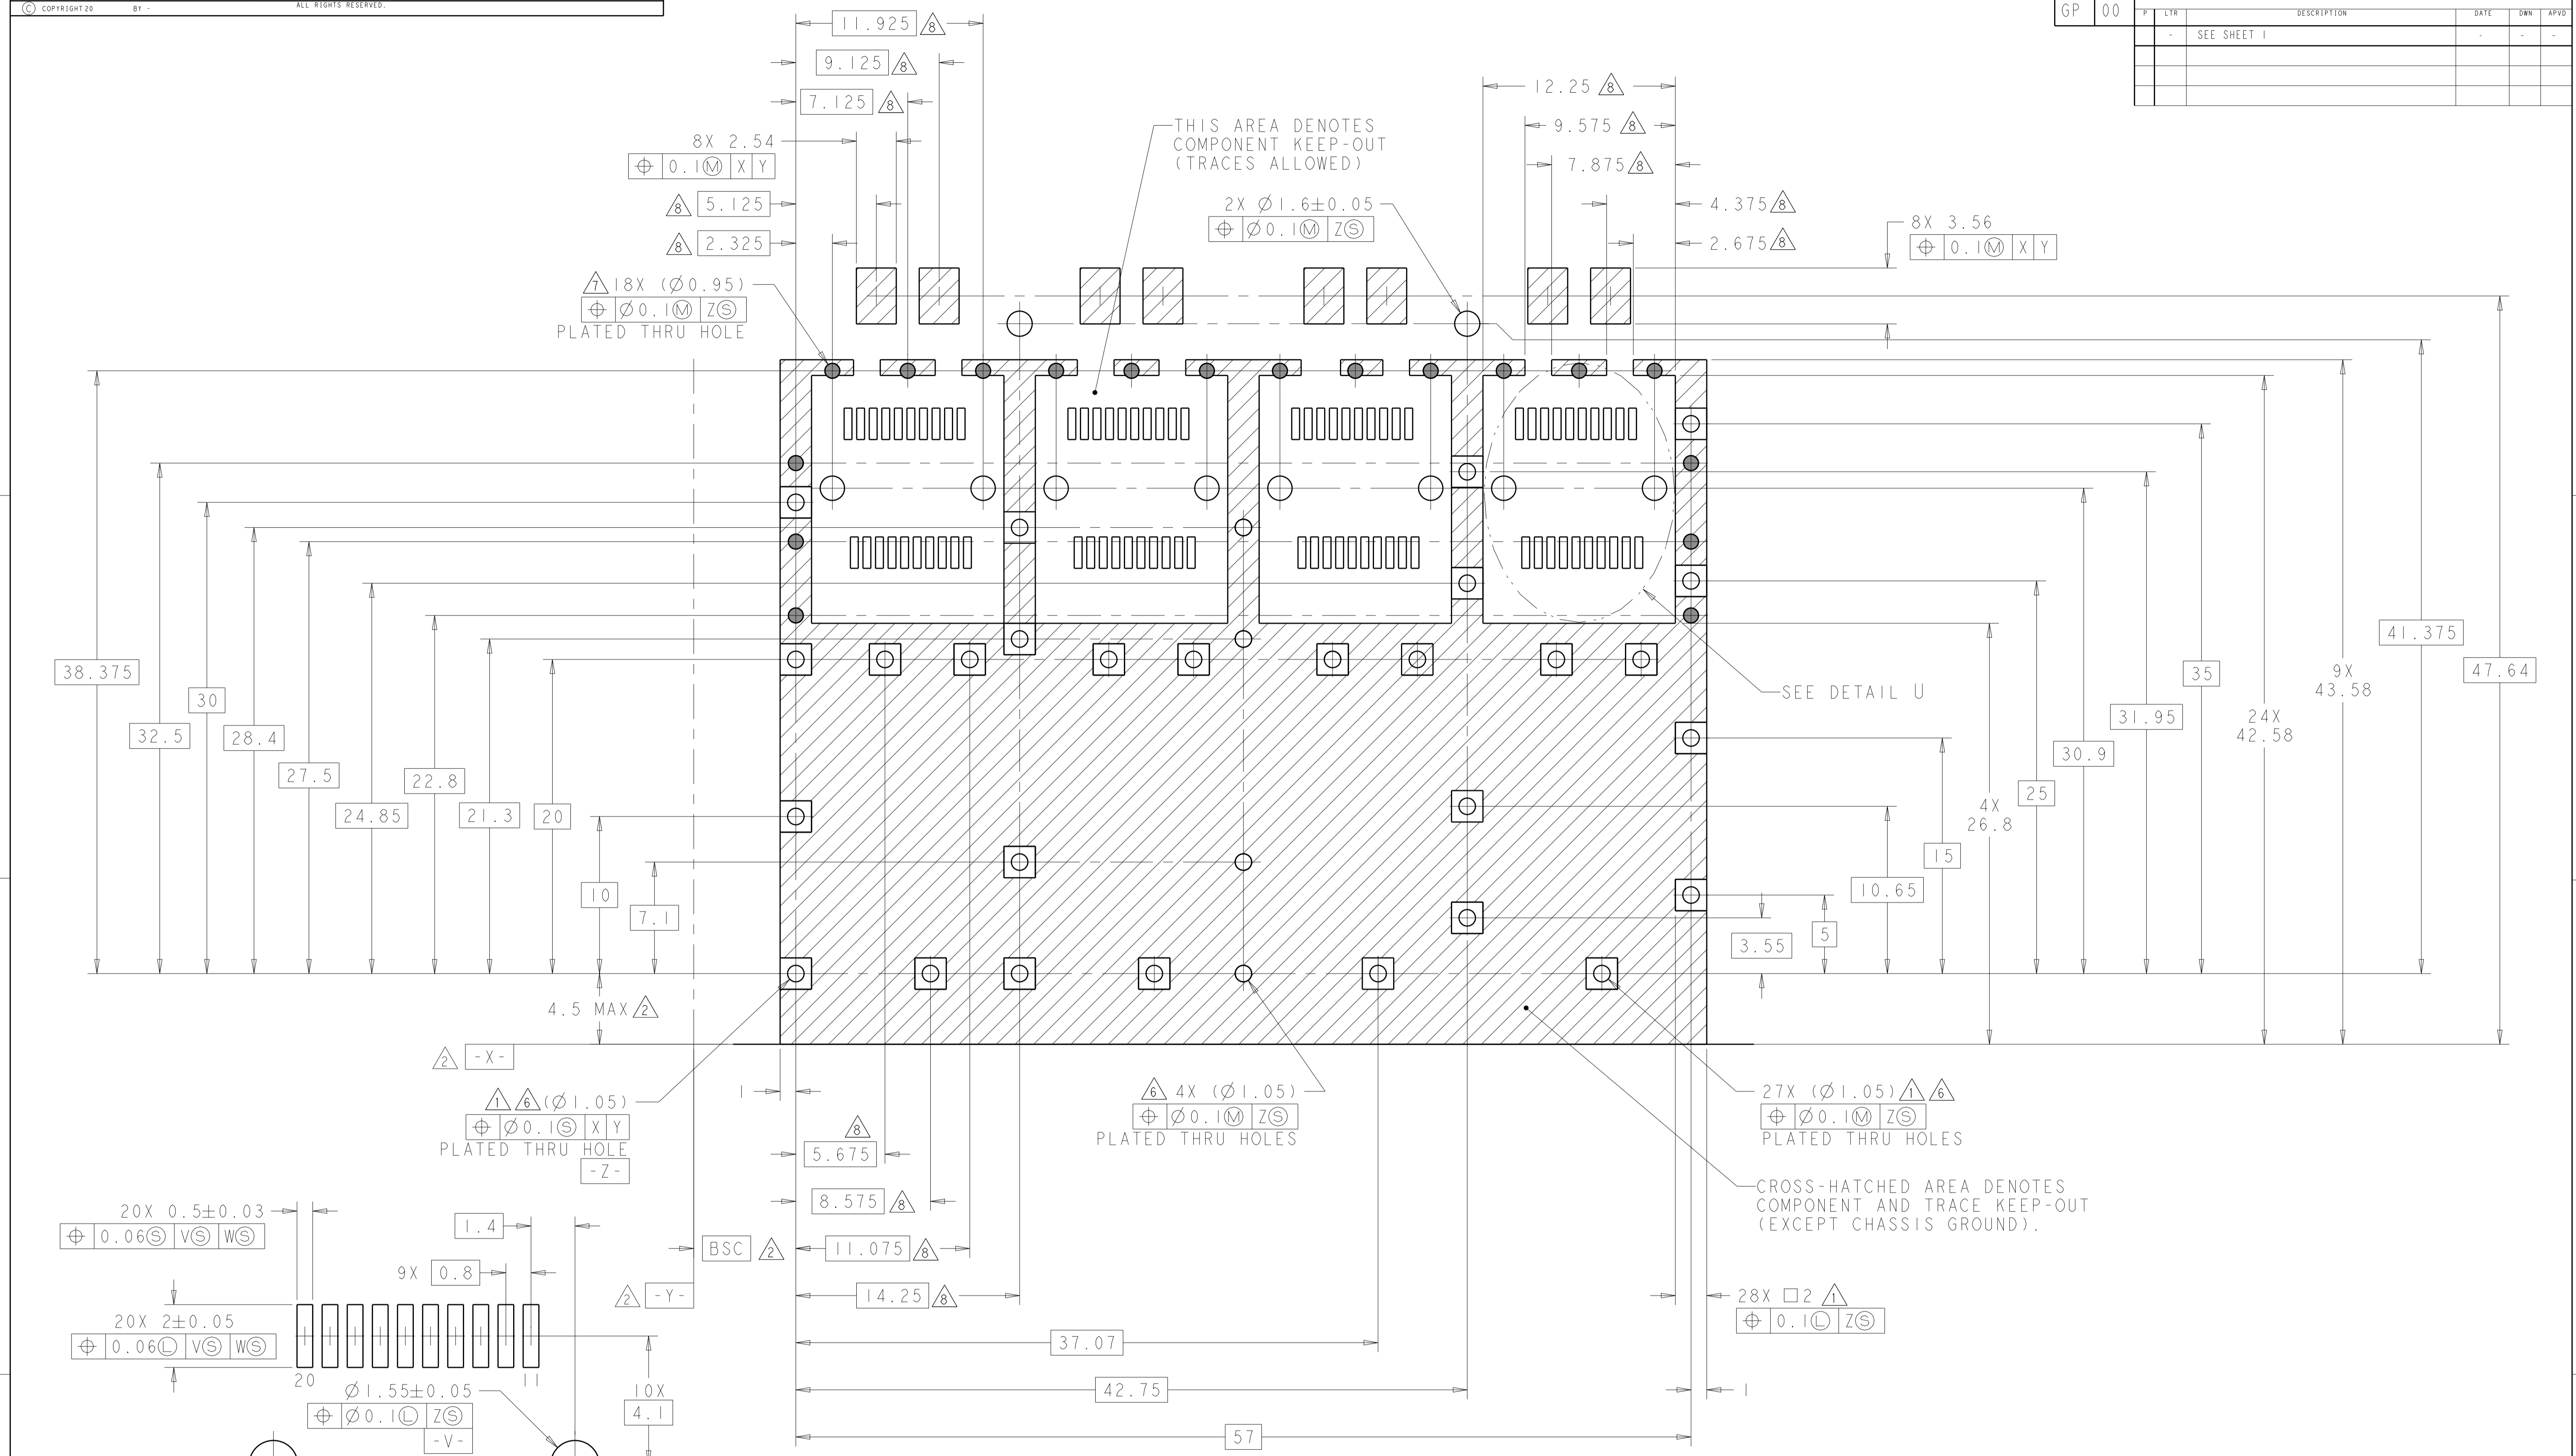 © COPYRIGHT 20 BY -
ALL RIGHTS RESERVED.
GP 00
P LTR DESCRIPTION DATE DWN APVD
- SEE SHEET 1 - - -
11.925 8
9.125 8
7.125 8
8X 2.54
⌖ 0.1Ⓜ X Y
8 5.125
8 2.325
7 18X (Ø0.95)
⌖ Ø0.1Ⓜ ZⓈ
PLATED THRU HOLE
THIS AREA DENOTES
COMPONENT KEEP-OUT
(TRACES ALLOWED)
2X Ø1.6±0.05
⌖ Ø0.1Ⓜ ZⓈ
12.25 8
9.575 8
7.875 8
4.375 8
2.675 8
8X 3.56
⌖ 0.1Ⓜ X Y
38.375
32.5
30
28.4
27.5
24.85
22.8
21.3
20
10
7.1
4.5 MAX 2
2 -X-
SEE DETAIL U
41.375
47.64
35
9X
43.58
24X
42.58
31.95
30.9
25
4X
26.8
15
10.65
5
3.55
1 6 (Ø1.05)
⌖ Ø0.1Ⓢ X Y
PLATED THRU HOLE
-Z-
1
6 4X (Ø1.05)
⌖ Ø0.1Ⓜ ZⓈ
PLATED THRU HOLES
27X (Ø1.05) 1 6
⌖ Ø0.1Ⓜ ZⓈ
PLATED THRU HOLES
8
5.675
8.575 8
BSC 2
11.075 8
2 -Y-
14.25 8
37.07
42.75
57
1
CROSS-HATCHED AREA DENOTES
COMPONENT AND TRACE KEEP-OUT
(EXCEPT CHASSIS GROUND).
28X □2 1
⌖ 0.1Ⓛ ZⓈ
20X 0.5±0.03
⌖ 0.06Ⓢ VⓈ WⓈ
1.4
9X 0.8
20X 2±0.05
⌖ 0.06Ⓛ VⓈ WⓈ
20 11
Ø1.55±0.05
⌖ Ø0.1Ⓛ ZⓈ
-V-
10X
4.1